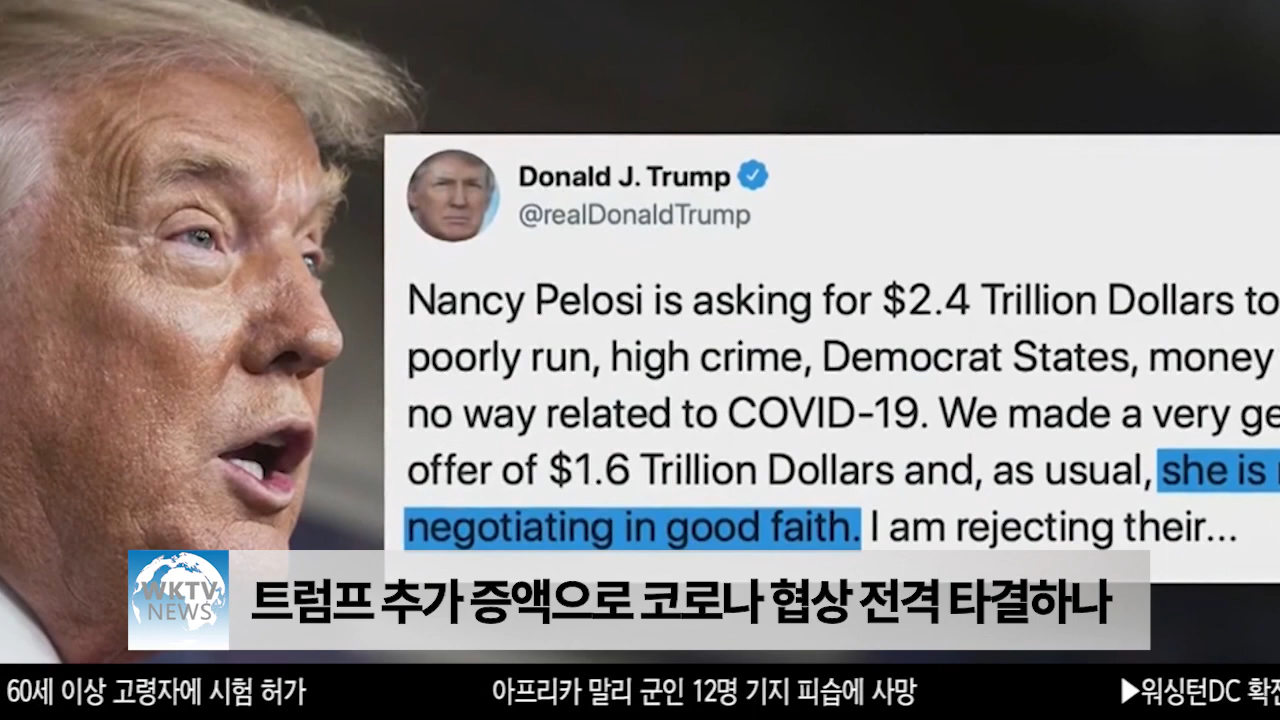 Donald J. Trump
@realDonaldTrump
Nancy Pelosi is asking for $2.4 Trillion Dollars to
poorly run, high crime, Democrat States, money
no way related to COVID-19. We made a very ge
offer of $1.6 Trillion Dollars and, as usual, she is
negotiating in good faith. I am rejecting their...
WKTV
NEWS
트럼프 추가 증액으로 코로나 협상 전격 타결하나
60세 이상 고령자에 시험 허가 아프리카 말리 군인 12명 기지 피습에 사망 ▶워싱턴DC 확진